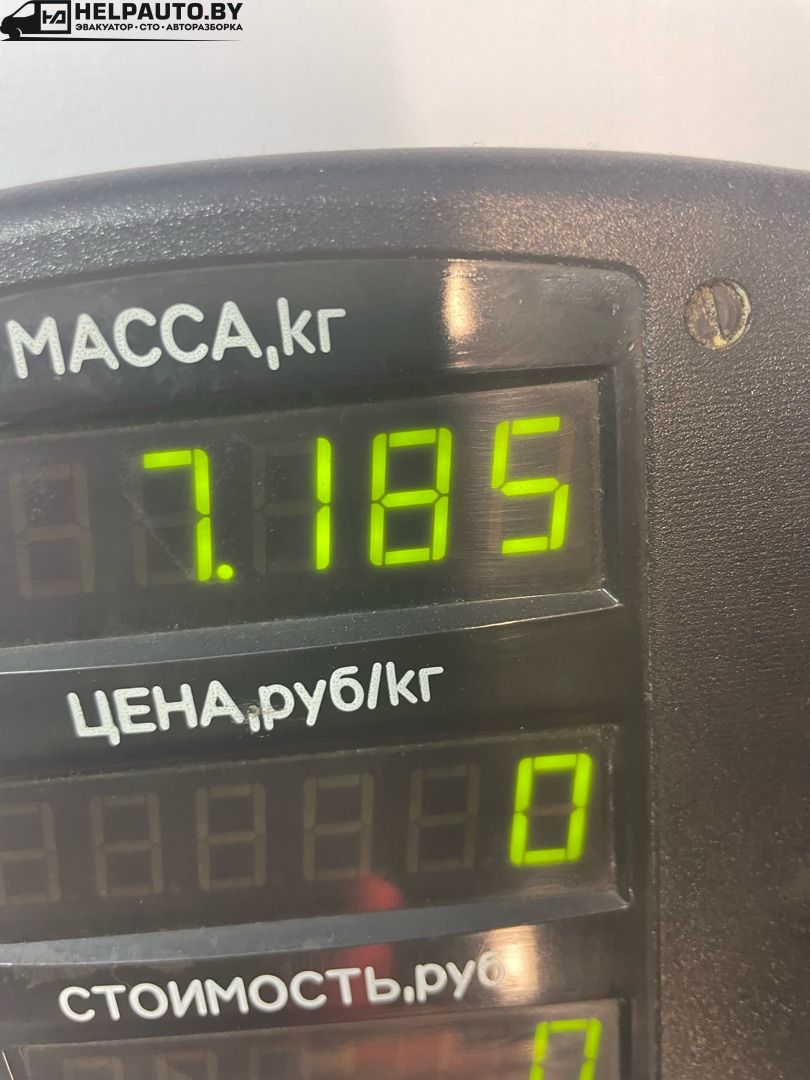 HELPAUTO.BY
ЭВАКУАТОР•СТО•АВТОРАЗБОРКА
МАССА,кг
7.185
ЦЕНА,руб/кг
0
СТОИМОСТЬ,руб
0